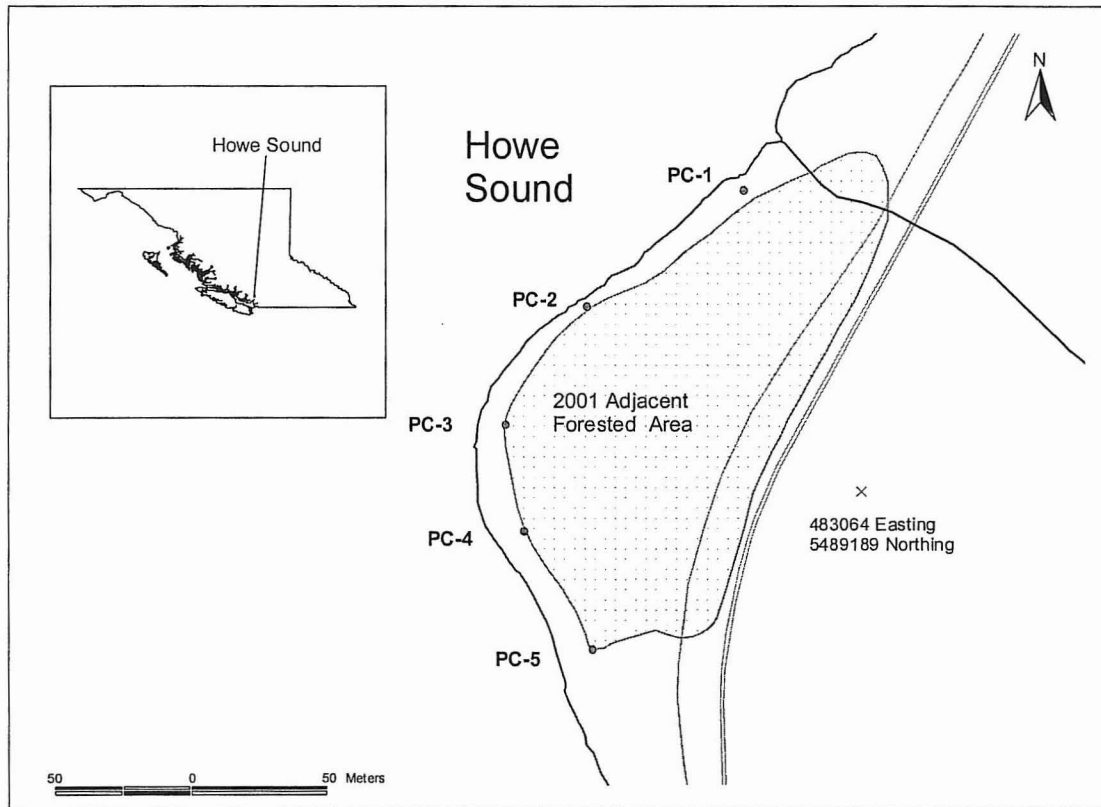 Howe Sound
Howe
Sound
N
PC-1
PC-2
PC-3
2001 Adjacent
Forested Area
PC-4
483064 Easting
5489189 Northing
PC-5
50 0 50 Meters